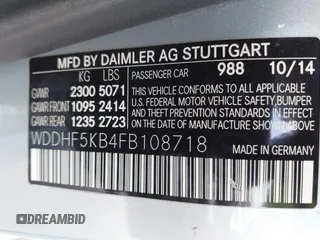 MFD BY DAIMLER AG STUTTGART
KG LBS PASSENGER CAR 988 10/14
GVWR 2300 5071
GVWR FRONT 1095 2414
GVWR REAR 1235 2723
THIS VEHICLE CONFORMS TO ALL APPLICABLE
U.S. FEDERAL MOTOR VEHICLE SAFETY, BUMPER,
AND THEFT PREVENTION STANDARDS IN EFFECT
ON THE DATE OF MANUFACTURE SHOWN ABOVE.
WDDHF5KB4FB108718
MADE IN GERMANY
DREAMBID